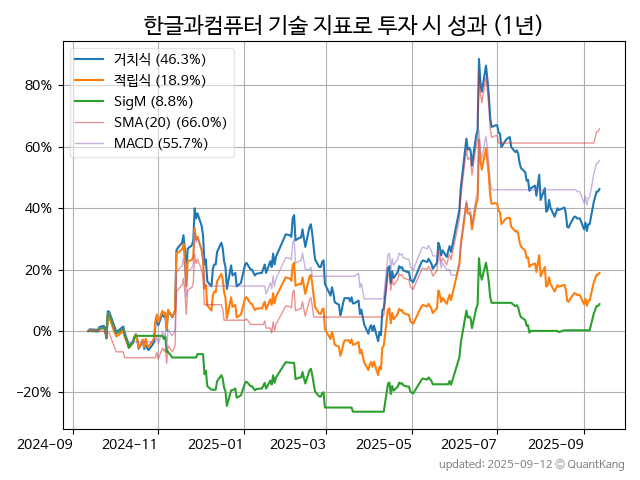 한글과컴퓨터 기술 지표로 투자 시 성과 (1년)
거치식 (46.3%)
적립식 (18.9%)
SigM (8.8%)
SMA(20) (66.0%)
MACD (55.7%)
80%
60%
40%
20%
0%
−20%
2024-09 2024-11 2025-01 2025-03 2025-05 2025-07 2025-09
updated: 2025-09-12 © QuantKang